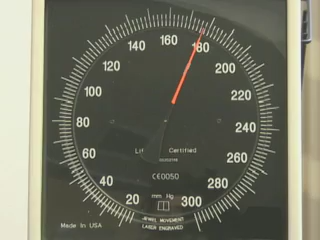 160
140
180
120
200
100
220
80
240
Certified
60
260
CE0050
40
280
mm Hg
20
300
JEWEL MOVEMENT
LASER ENGRAVED
Made In USA